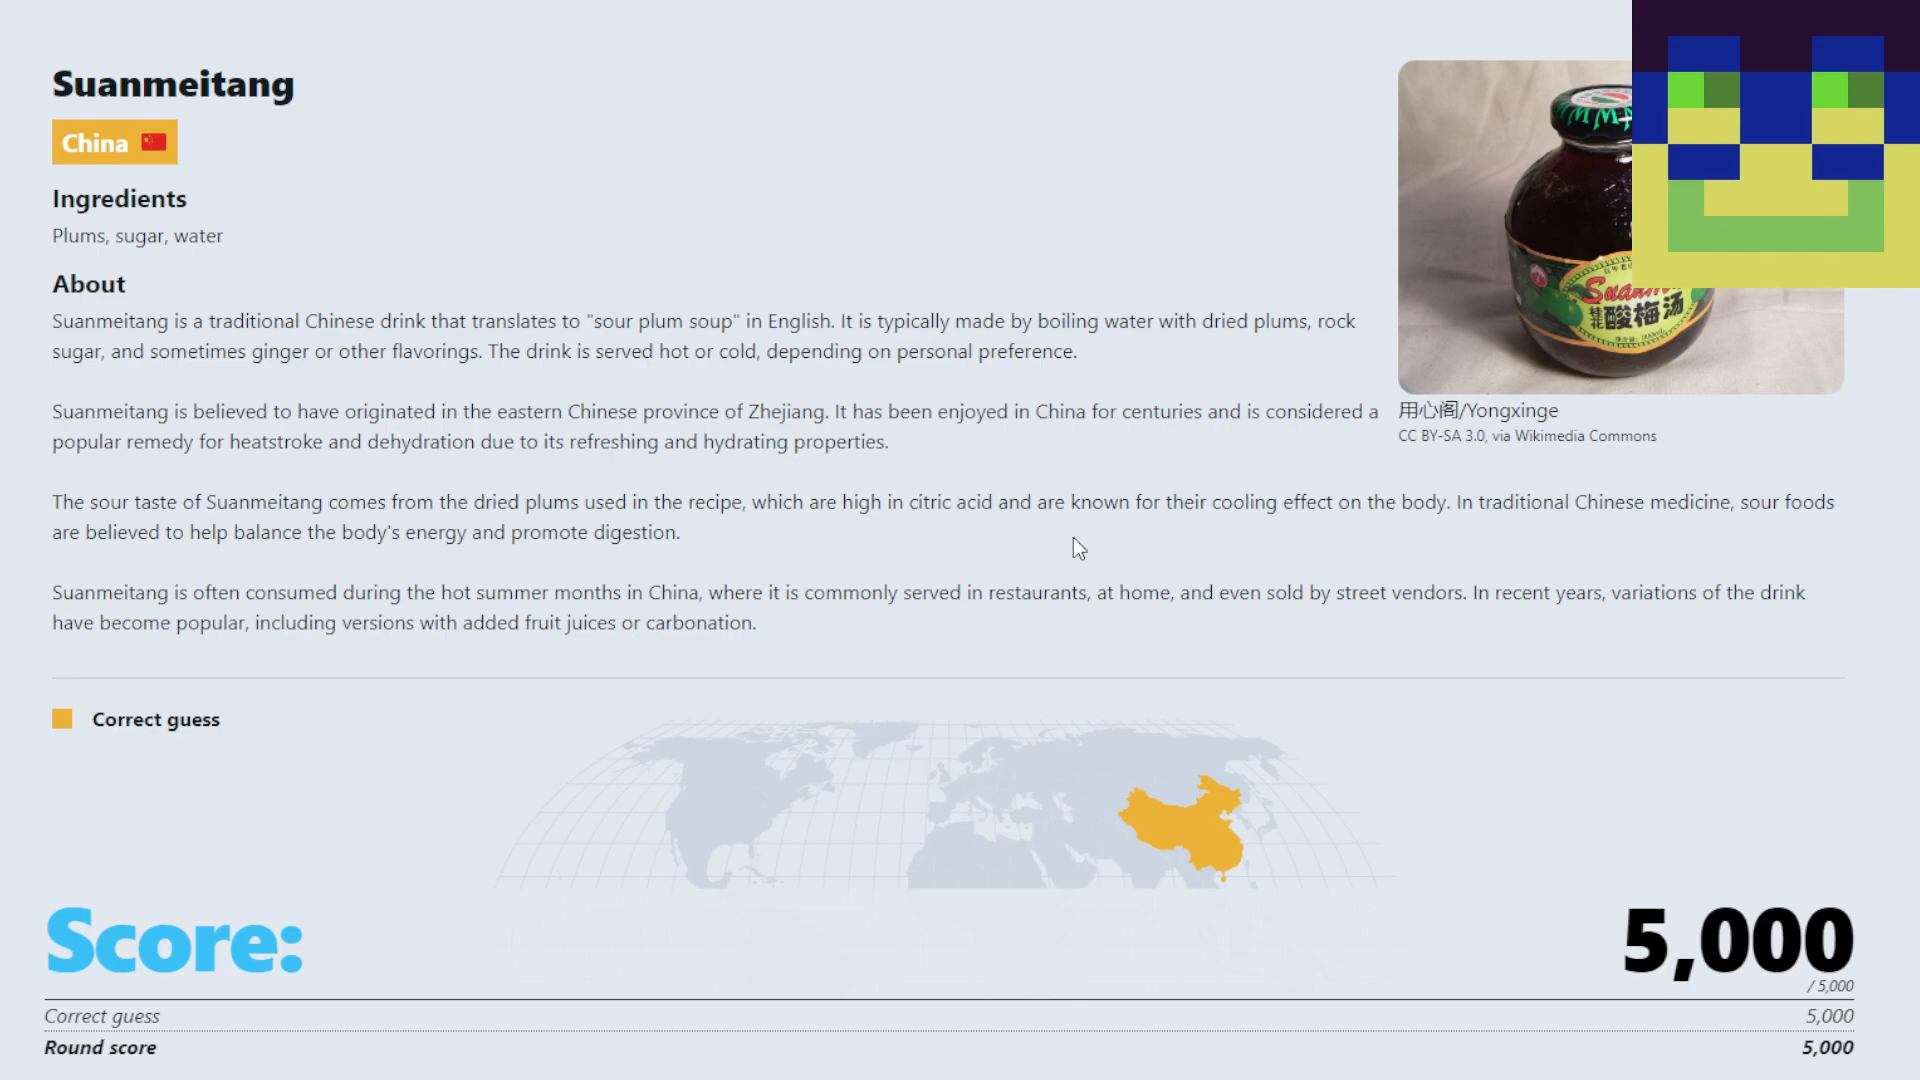 Suanmeitang
China
Ingredients
Plums, sugar, water
About
Suanmeitang is a traditional Chinese drink that translates to "sour plum soup" in English. It is typically made by boiling water with dried plums, rock
sugar, and sometimes ginger or other flavorings. The drink is served hot or cold, depending on personal preference.
Suanmeitang is believed to have originated in the eastern Chinese province of Zhejiang. It has been enjoyed in China for centuries and is considered a
popular remedy for heatstroke and dehydration due to its refreshing and hydrating properties.
桂花酸梅汤
用心阁/Yongxinge
CC BY-SA 3.0, via Wikimedia Commons
The sour taste of Suanmeitang comes from the dried plums used in the recipe, which are high in citric acid and are known for their cooling effect on the body. In traditional Chinese medicine, sour foods
are believed to help balance the body's energy and promote digestion.
Suanmeitang is often consumed during the hot summer months in China, where it is commonly served in restaurants, at home, and even sold by street vendors. In recent years, variations of the drink
have become popular, including versions with added fruit juices or carbonation.
Correct guess
Score: 5,000
/ 5,000
Correct guess 5,000
Round score 5,000